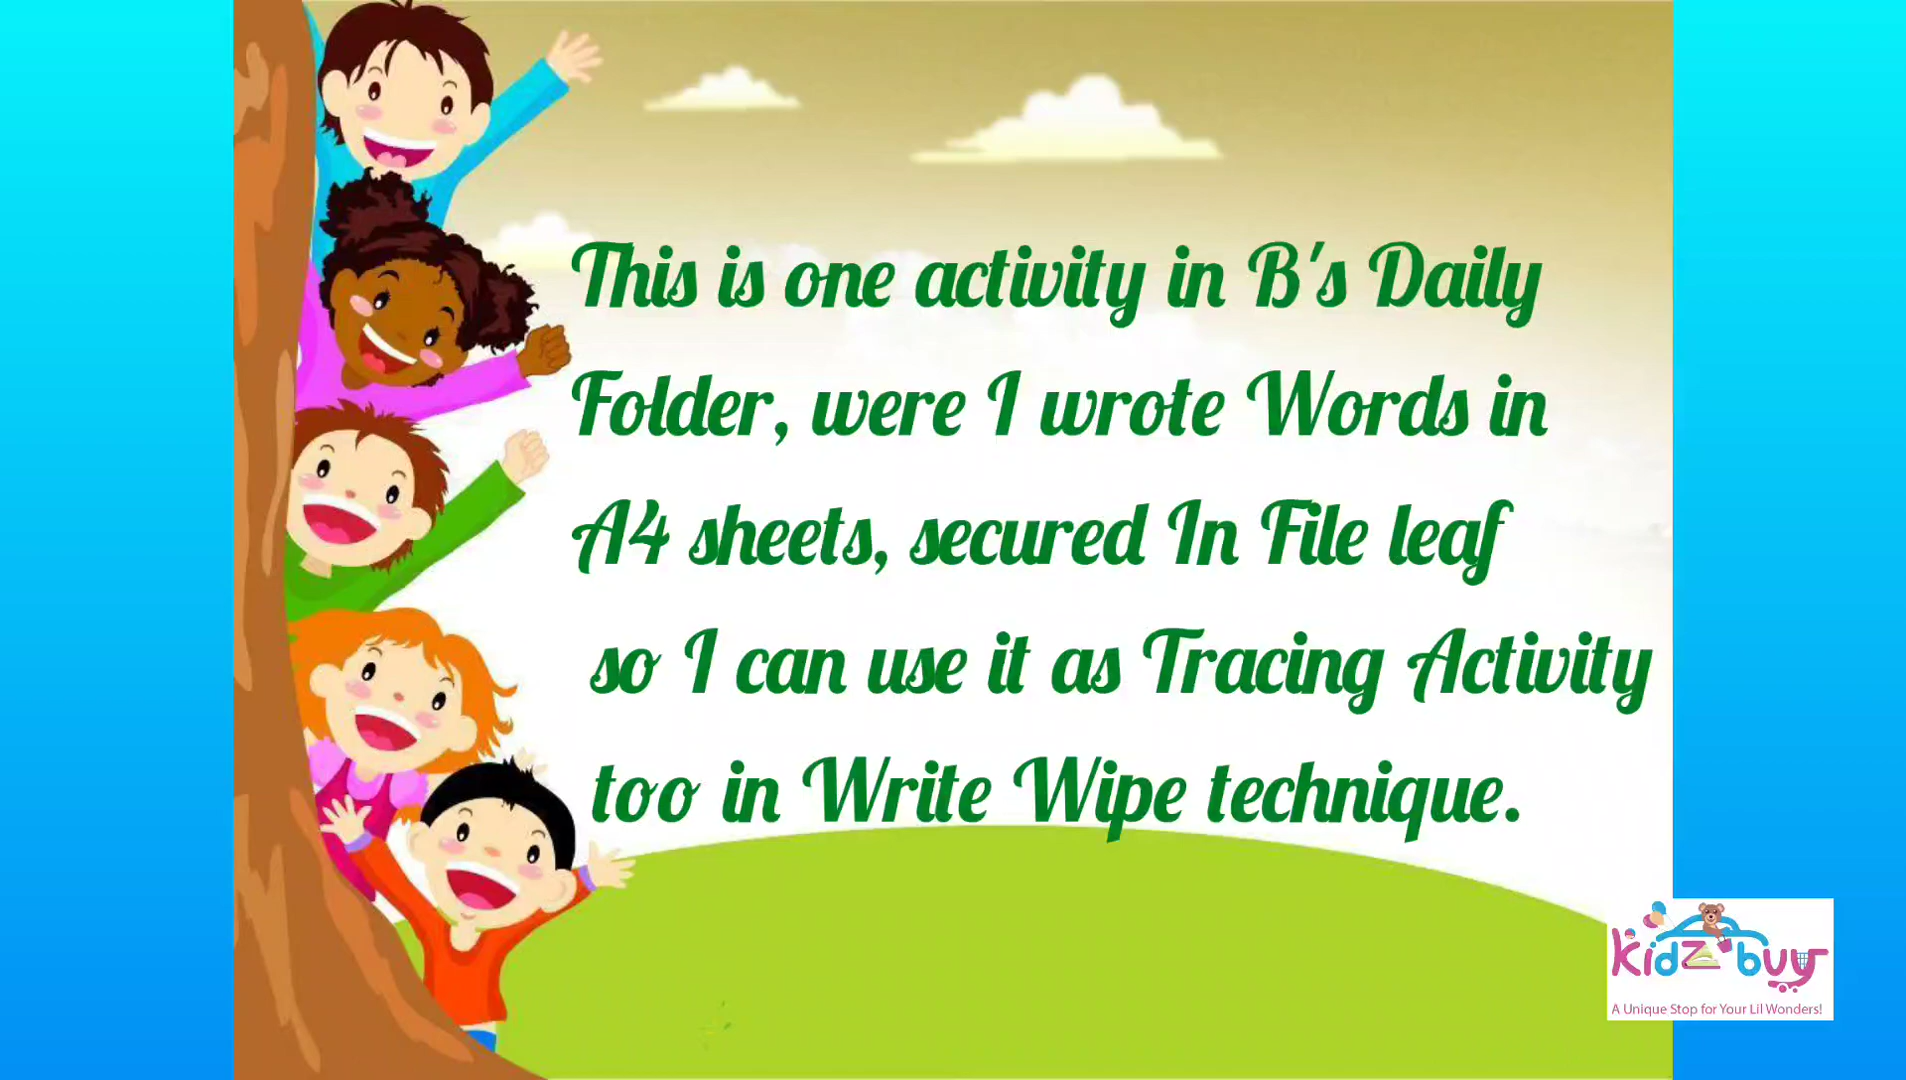 This is one activity in B's Daily
Folder, were I wrote Words in
A4 sheets, secured In File leaf
so I can use it as Tracing Activity
too in Write Wipe technique.
kidz buy
A Unique Stop for Your Lil Wonders!